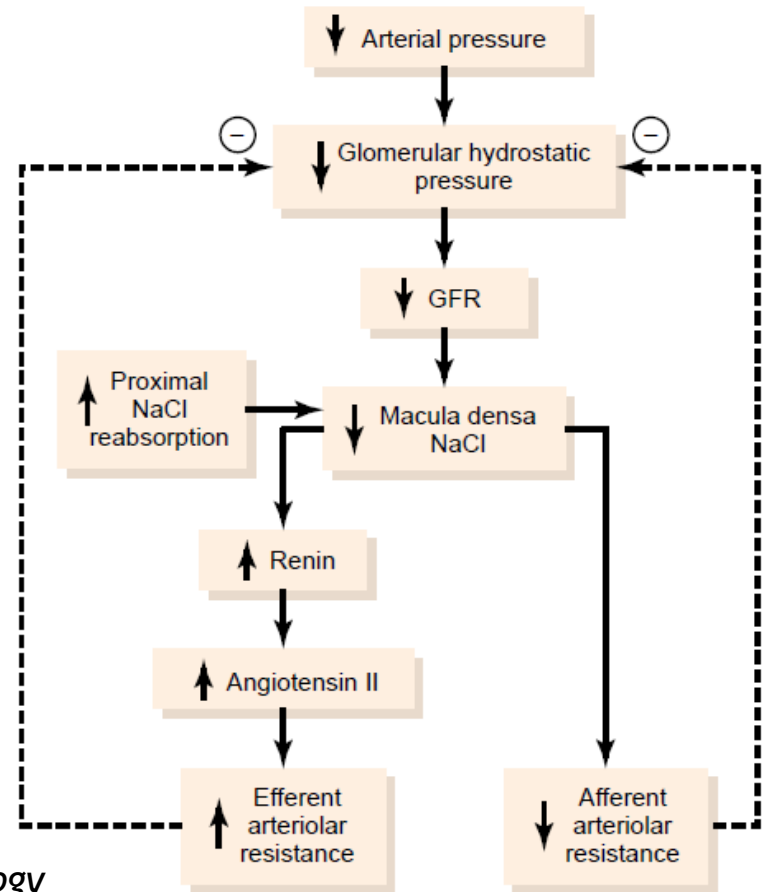 Arterial pressure
−
−
Glomerular hydrostatic
pressure
GFR
Proximal
NaCl
reabsorption
Macula densa
NaCl
Renin
Angiotensin II
Efferent
arteriolar
resistance
Afferent
arteriolar
resistance